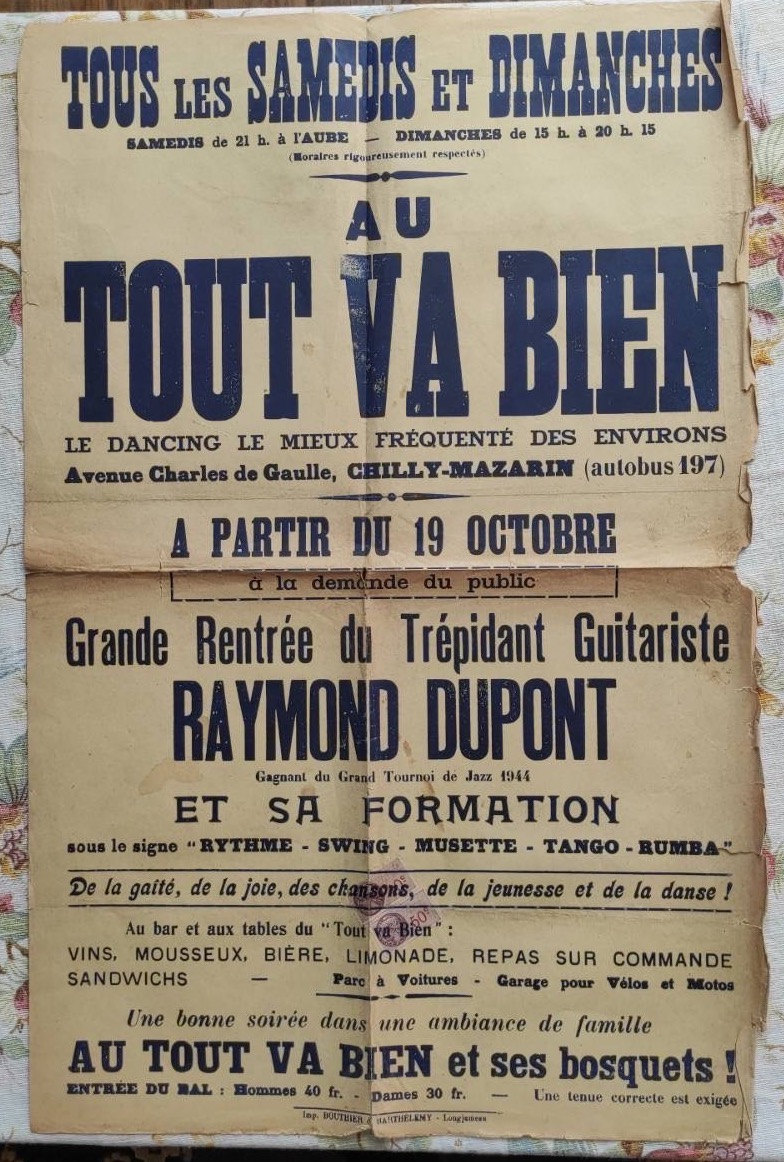 TOUS LES SAMEDIS ET DIMANCHES
SAMEDIS de 21 h. à l'AUBE — DIMANCHES de 15 h. à 20 h. 15
(Horaires rigoureusement respectés)
AU
TOUT VA BIEN
LE DANCING LE MIEUX FRÉQUENTÉ DES ENVIRONS
Avenue Charles de Gaulle, CHILLY-MAZARIN (autobus 197)
A PARTIR DU 19 OCTOBRE
à la demande du public
Grande Rentrée du Trépidant Guitariste
RAYMOND DUPONT
Gagnant du Grand Tournoi de Jazz 1944
ET SA FORMATION
sous le signe "RYTHME - SWING - MUSETTE - TANGO - RUMBA"
De la gaîté, de la joie, des chansons, de la jeunesse et de la danse !
Au bar et aux tables du "Tout va Bien" :
VINS, MOUSSEUX, BIÈRE, LIMONADE, REPAS SUR COMMANDE
SANDWICHS — Parc à Voitures - Garage pour Vélos et Motos
Une bonne soirée dans une ambiance de famille
AU TOUT VA BIEN et ses bosquets !
ENTRÉE DU BAL : Hommes 40 fr. - Dames 30 fr. — Une tenue correcte est exigée
Imp. BOUTHIER & BARTHÉLEMY - Longjumeau